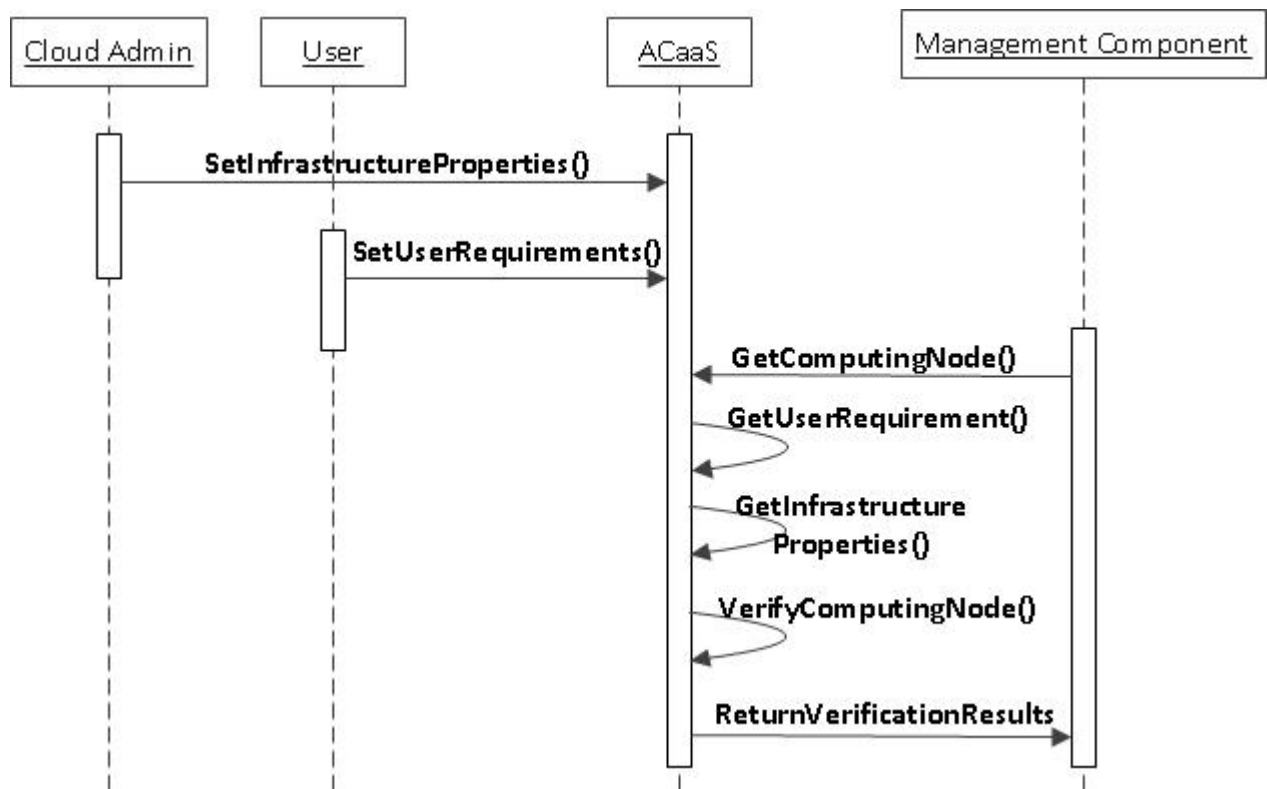 Cloud Admin
User
ACaaS
Management Component
SetInfrastructureProperties()
SetUserRequirements()
GetComputingNode()
GetUserRequirement()
GetInfrastructure
Properties()
VerifyComputingNode()
ReturnVerificationResults